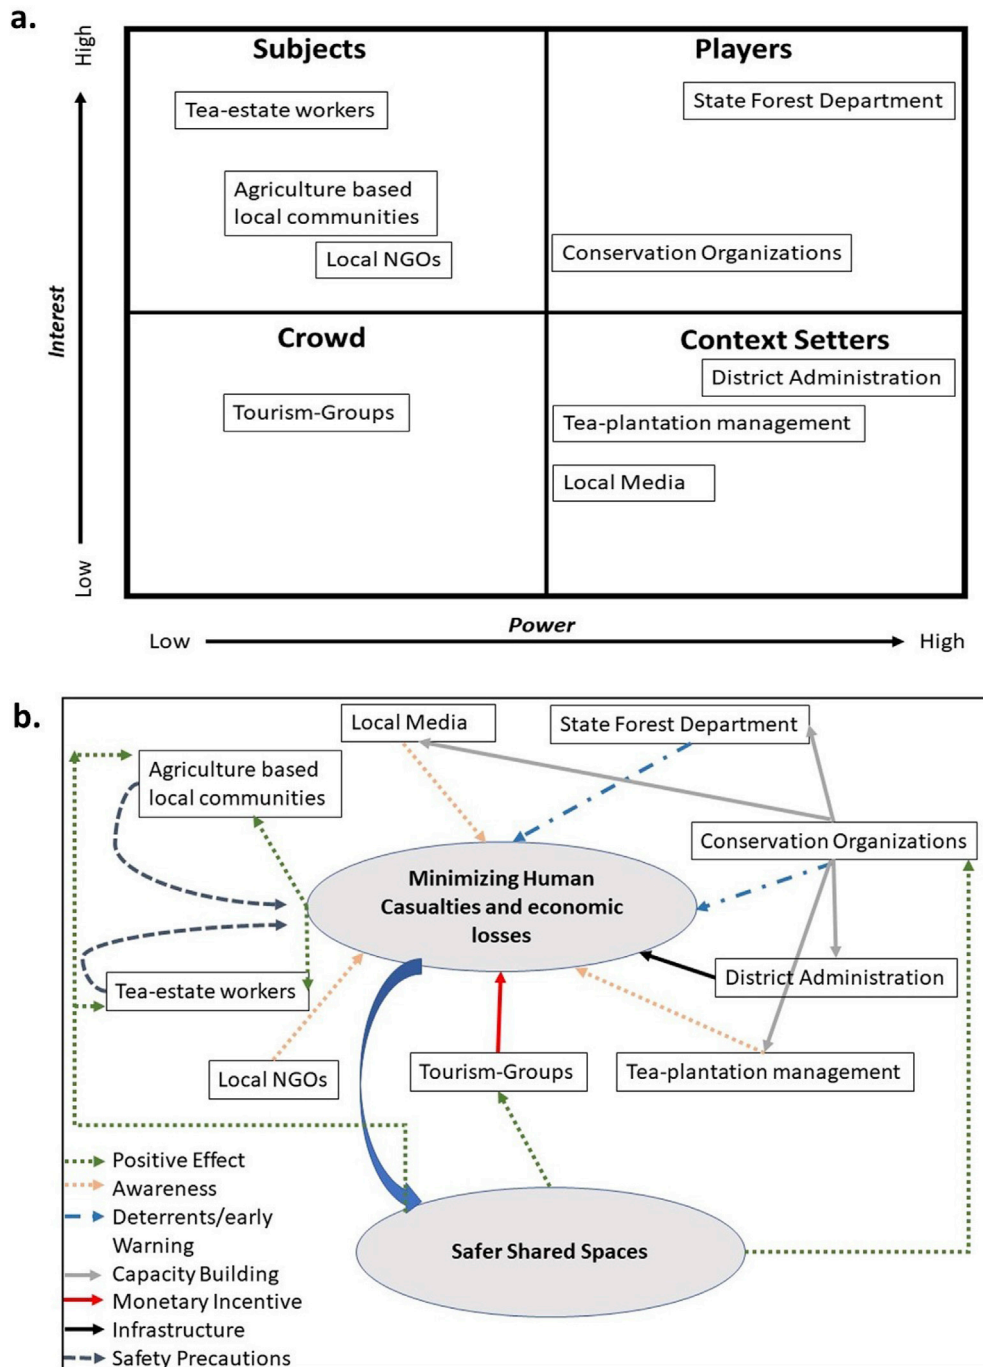 a.
High
Interest
Low
Subjects
Tea-estate workers
Agriculture based
local communities
Local NGOs
Players
State Forest Department
Conservation Organizations
Crowd
Tourism-Groups
Context Setters
District Administration
Tea-plantation management
Local Media
Power
Low
High
b.
Local Media
State Forest Department
Agriculture based
local communities
Conservation Organizations
Minimizing Human
Casualties and economic
losses
Tea-estate workers
District Administration
Local NGOs
Tourism-Groups
Tea-plantation management
Safer Shared Spaces
Positive Effect
Awareness
Deterrents/early
Warning
Capacity Building
Monetary Incentive
Infrastructure
Safety Precautions